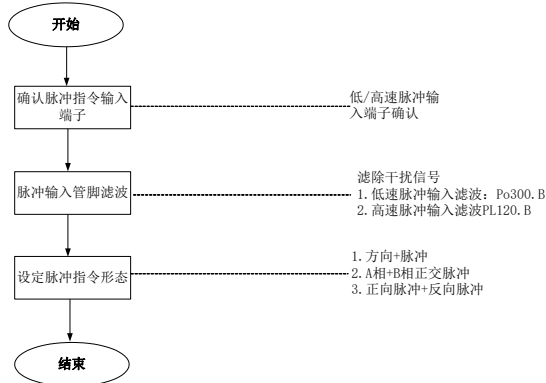 开始
确认脉冲指令输入
端子
低/高速脉冲输
入端子确认
脉冲输入管脚滤波
滤除干扰信号
1.低速脉冲输入滤波：Po300.B
2.高速脉冲输入滤波PL120.B
设定脉冲指令形态
1.方向+脉冲
2.A相+B相正交脉冲
3.正向脉冲+反向脉冲
结束